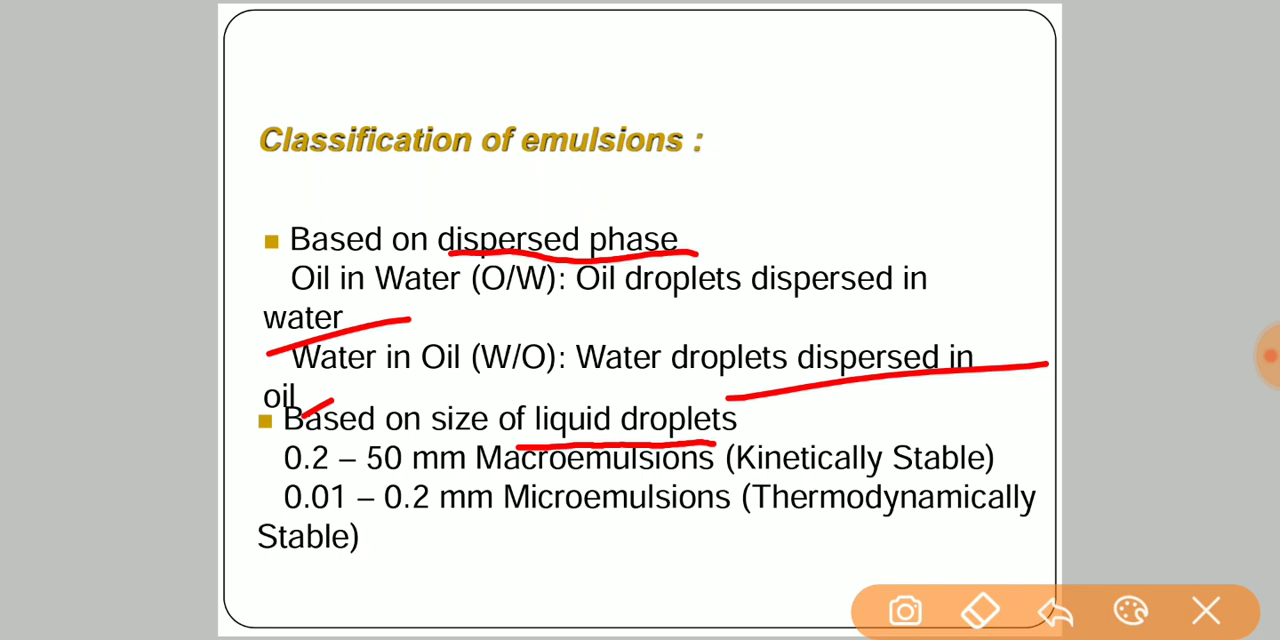 Classification of emulsions :
Based on dispersed phase
Oil in Water (O/W): Oil droplets dispersed in
water
Water in Oil (W/O): Water droplets dispersed in
oil
Based on size of liquid droplets
0.2 – 50 mm Macroemulsions (Kinetically Stable)
0.01 – 0.2 mm Microemulsions (Thermodynamically
Stable)